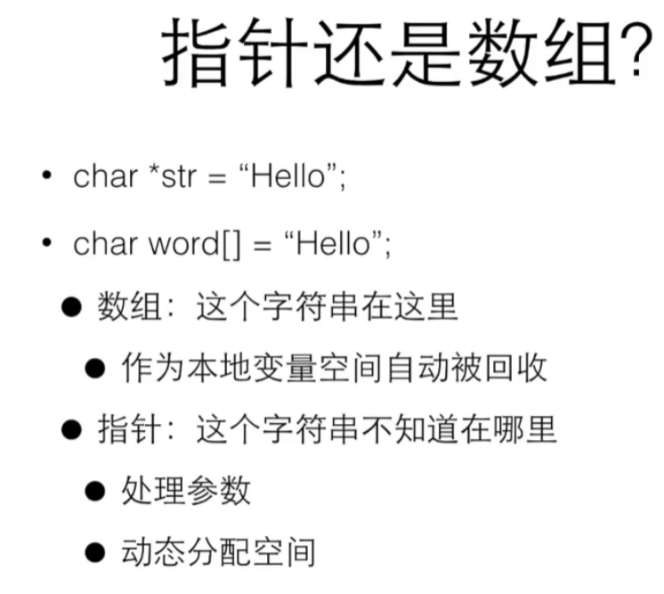 指针还是数组?
• char *str = “Hello”;
• char word[] = “Hello”;
● 数组：这个字符串在这里
● 作为本地变量空间自动被回收
● 指针：这个字符串不知道在哪里
● 处理参数
● 动态分配空间